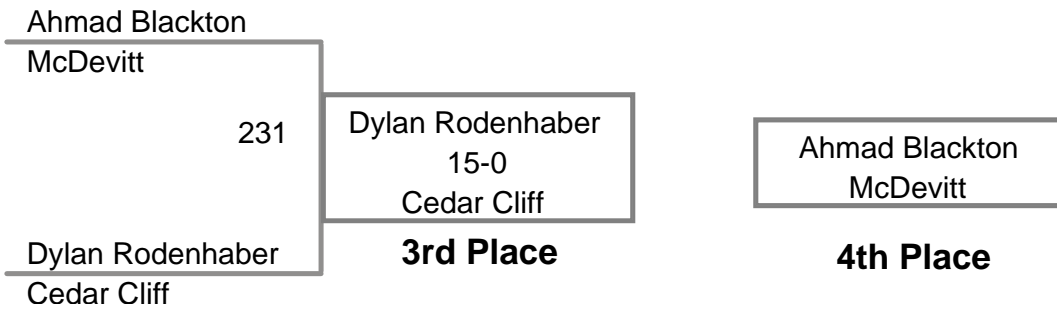 Ahmad Blackton
McDevitt
231
Dylan Rodenhaber
15-0
Cedar Cliff
3rd Place
Ahmad Blackton
McDevitt
4th Place
Dylan Rodenhaber
Cedar Cliff